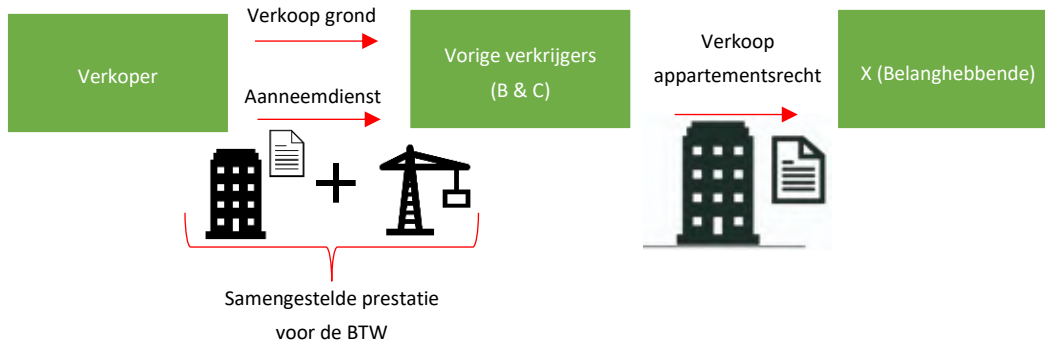 Verkoop grond
Verkoper
Aanneemdienst
Vorige verkrijgers
(B & C)
Verkoop
appartementsrecht
X (Belanghebbende)
Samengestelde prestatie
voor de BTW